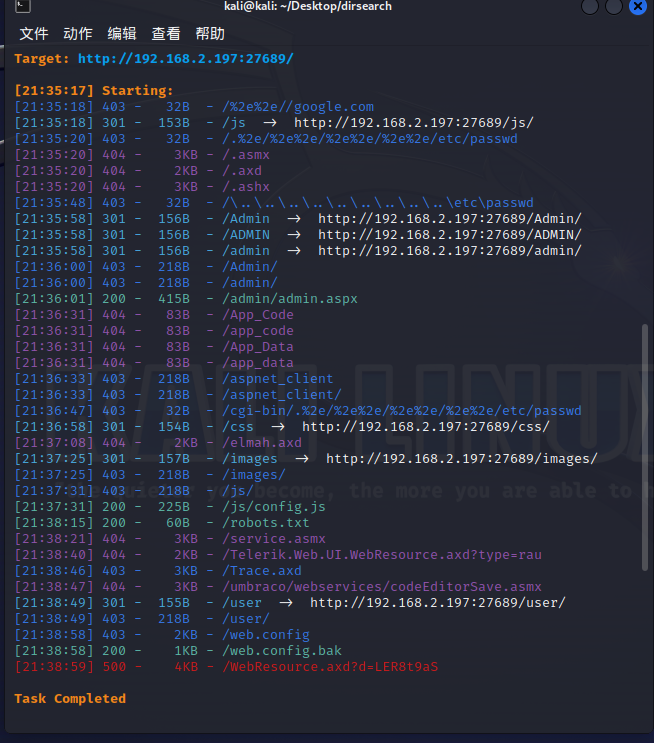 kali@kali: ~/Desktop/dirsearch
文件 动作 编辑 查看 帮助
Target: http://192.168.2.197:27689/
[21:35:17] Starting:
[21:35:18] 403 - 32B - /%2e%2e//google.com
[21:35:18] 301 - 153B - /js → http://192.168.2.197:27689/js/
[21:35:20] 403 - 32B - /.%2e/%2e%2e/%2e%2e/%2e%2e/etc/passwd
[21:35:20] 404 - 3KB - /.asmx
[21:35:20] 404 - 2KB - /.axd
[21:35:20] 404 - 3KB - /.ashx
[21:35:48] 403 - 32B - /\..\..\..\..\..\..\..\..\..\etc\passwd
[21:35:58] 301 - 156B - /Admin → http://192.168.2.197:27689/Admin/
[21:35:58] 301 - 156B - /ADMIN → http://192.168.2.197:27689/ADMIN/
[21:35:58] 301 - 156B - /admin → http://192.168.2.197:27689/admin/
[21:36:00] 403 - 218B - /Admin/
[21:36:00] 403 - 218B - /admin/
[21:36:01] 200 - 415B - /admin/admin.aspx
[21:36:31] 404 - 83B - /App_Code
[21:36:31] 404 - 83B - /app_code
[21:36:31] 404 - 83B - /App_Data
[21:36:31] 404 - 83B - /app_data
[21:36:33] 403 - 218B - /aspnet_client
[21:36:33] 403 - 218B - /aspnet_client/
[21:36:47] 403 - 32B - /cgi-bin/.%2e/%2e%2e/%2e%2e/%2e%2e/etc/passwd
[21:36:58] 301 - 154B - /css → http://192.168.2.197:27689/css/
[21:37:08] 404 - 2KB - /elmah.axd
[21:37:25] 301 - 157B - /images → http://192.168.2.197:27689/images/
[21:37:25] 403 - 218B - /images/
[21:37:31] 403 - 218B - /js/
[21:37:31] 200 - 225B - /js/config.js
[21:38:15] 200 - 60B - /robots.txt
[21:38:21] 404 - 3KB - /service.asmx
[21:38:40] 404 - 2KB - /Telerik.Web.UI.WebResource.axd?type=rau
[21:38:46] 403 - 3KB - /Trace.axd
[21:38:47] 404 - 3KB - /umbraco/webservices/codeEditorSave.asmx
[21:38:49] 301 - 155B - /user → http://192.168.2.197:27689/user/
[21:38:49] 403 - 218B - /user/
[21:38:58] 403 - 2KB - /web.config
[21:38:58] 200 - 1KB - /web.config.bak
[21:38:59] 500 - 4KB - /WebResource.axd?d=LER8t9aS
Task Completed